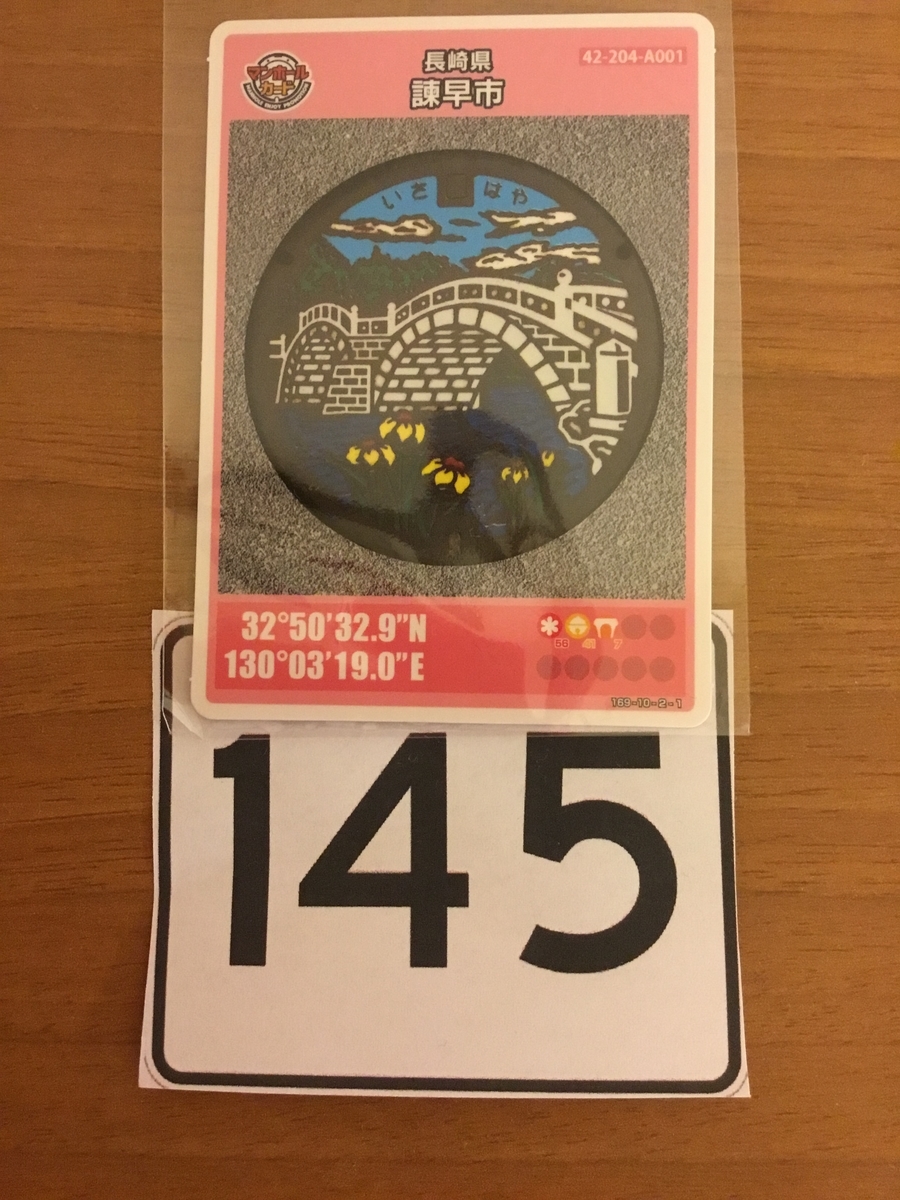 マンホール
カード
長崎県
諫早市
42-204-A001
いさ はや
32°50'32.9"N
130°03'19.0"E
169-10-2-1
145